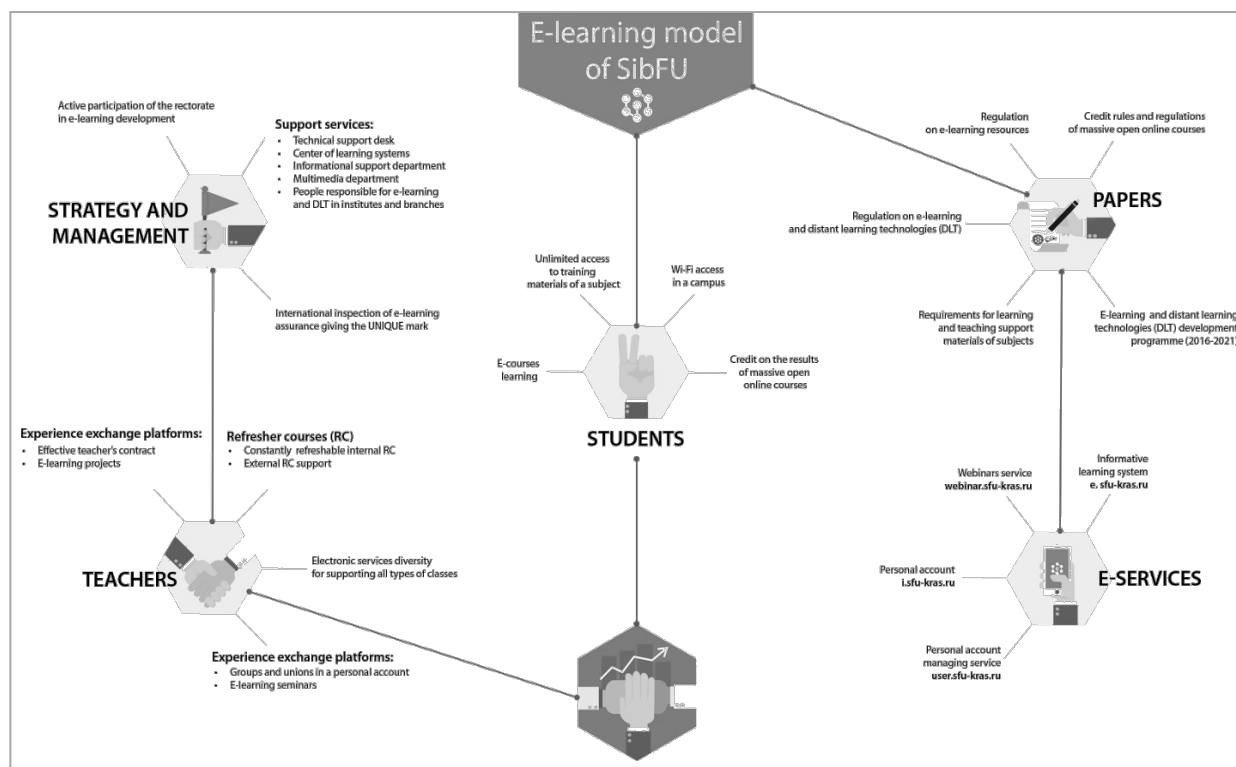 E-learning model
of SibFU
Active participation of the rectorate
in e-learning development
Support services:
• Technical support desk
• Center of learning systems
• Informational support department
• Multimedia department
• People responsible for e-learning
and DLT in institutes and branches
STRATEGY AND
MANAGEMENT
International inspection of e-learning
assurance giving the UNIQUE mark
Experience exchange platforms:
• Effective teacher's contract
• E-learning projects
Refresher courses (RC)
• Constantly refreshable internal RC
• External RC support
TEACHERS
Electronic services diversity
for supporting all types of classes
Experience exchange platforms:
• Groups and unions in a personal account
• E-learning seminars
Unlimited access
to training
materials of a subject
Wi-Fi access
in a campus
E-courses
learning
Credit on the results
of massive open
online courses
STUDENTS
Regulation
on e-learning resources
Credit rules and regulations
of massive open online courses
PAPERS
Regulation on e-learning
and distant learning technologies (DLT)
Requirements for learning
and teaching support
materials of subjects
E-learning and distant learning
technologies (DLT) development
programme (2016-2021)
Webinars service
webinar.sfu-kras.ru
Informative
learning system
e. sfu-kras.ru
Personal account
i.sfu-kras.ru
E-SERVICES
Personal account
managing service
user.sfu-kras.ru